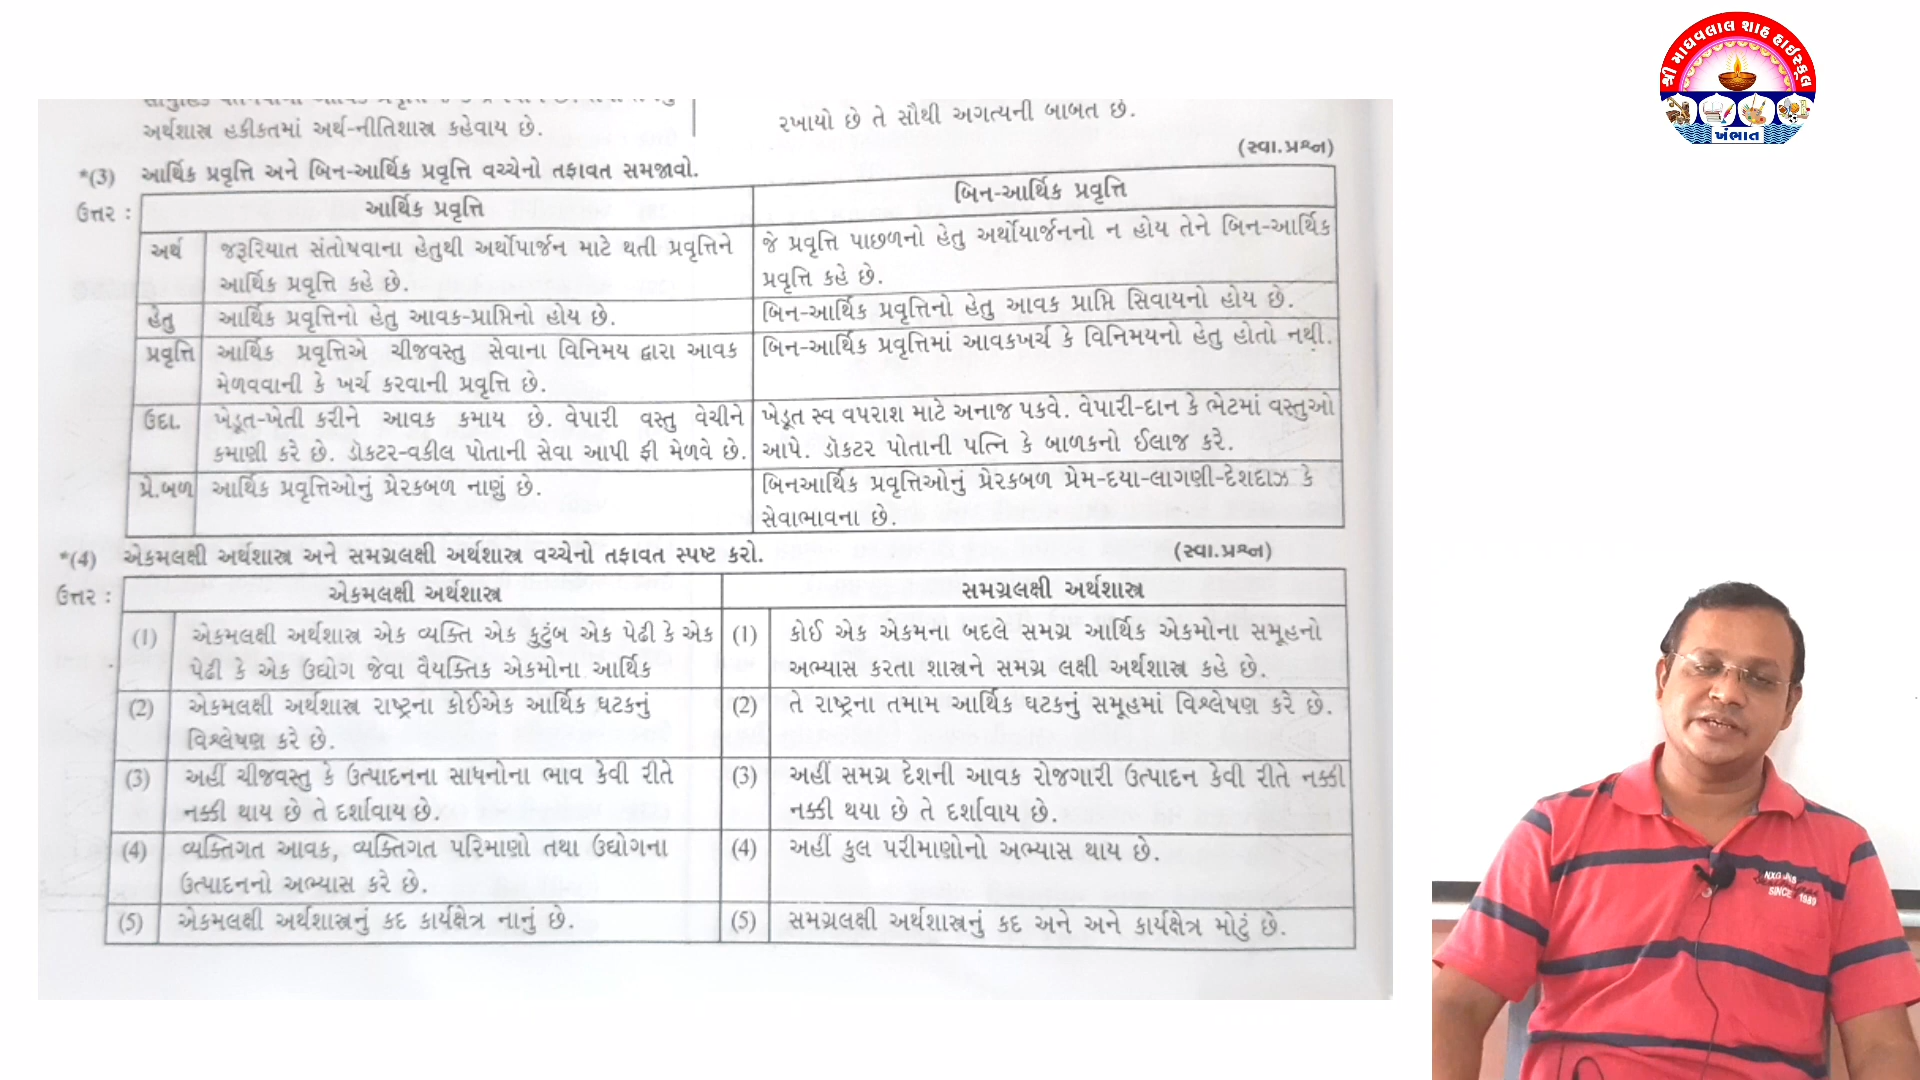 શ્રી માધવલાલ શાહ હાઈસ્કૂલ
ખંભાત
અર્થશાસ્ત્ર હકીકતમાં અર્થ-નીતિશાસ્ત્ર કહેવાય છે.
રખાયો છે તે સૌથી અગત્યની બાબત છે.
*(3) આર્થિક પ્રવૃત્તિ અને બિન-આર્થિક પ્રવૃત્તિ વચ્ચેનો તફાવત સમજાવો. (સ્વા.પ્રશ્ન)
ઉત્તર : આર્થિક પ્રવૃત્તિ બિન-આર્થિક પ્રવૃત્તિ
અર્થ જરૂરિયાત સંતોષવાના હેતુથી અર્થોપાર્જન માટે થતી પ્રવૃત્તિને
આર્થિક પ્રવૃત્તિ કહે છે.
જે પ્રવૃત્તિ પાછળનો હેતુ અર્થોયાર્જનનો ન હોય તેને બિન-આર્થિક
પ્રવૃત્તિ કહે છે.
હેતુ આર્થિક પ્રવૃત્તિનો હેતુ આવક-પ્રાપ્તિનો હોય છે.
બિન-આર્થિક પ્રવૃત્તિનો હેતુ આવક પ્રાપ્તિ સિવાયનો હોય છે.
પ્રવૃત્તિ આર્થિક પ્રવૃત્તિએ ચીજવસ્તુ સેવાના વિનિમય દ્વારા આવક
મેળવવાની કે ખર્ચ કરવાની પ્રવૃત્તિ છે.
બિન-આર્થિક પ્રવૃત્તિમાં આવકખર્ચ કે વિનિમયનો હેતુ હોતો નથી.
ઉદા. ખેડૂત-ખેતી કરીને આવક કમાય છે. વેપારી વસ્તુ વેચીને
કમાણી કરે છે. ડૉકટર-વકીલ પોતાની સેવા આપી ફી મેળવે છે.
ખેડૂત સ્વ વપરાશ માટે અનાજ પકવે. વેપારી-દાન કે ભેટમાં વસ્તુઓ
આપે. ડૉકટર પોતાની પત્નિ કે બાળકનો ઈલાજ કરે.
પ્રે.બળ આર્થિક પ્રવૃત્તિઓનું પ્રેરકબળ નાણું છે.
બિનઆર્થિક પ્રવૃત્તિઓનું પ્રેરકબળ પ્રેમ-દયા-લાગણી-દેશદાઝ કે
સેવાભાવના છે.
*(4) એકમલક્ષી અર્થશાસ્ત્ર અને સમગ્રલક્ષી અર્થશાસ્ત્ર વચ્ચેનો તફાવત સ્પષ્ટ કરો. (સ્વા.પ્રશ્ન)
ઉત્તર : એકમલક્ષી અર્થશાસ્ત્ર સમગ્રલક્ષી અર્થશાસ્ત્ર
(1) એકમલક્ષી અર્થશાસ્ત્ર એક વ્યક્તિ એક કુટુંબ એક પેઢી કે એક
પેઢી કે એક ઉદ્યોગ જેવા વૈયક્તિક એકમોના આર્થિક
(1) કોઈ એક એકમના બદલે સમગ્ર આર્થિક એકમોના સમૂહનો
અભ્યાસ કરતા શાસ્ત્રને સમગ્ર લક્ષી અર્થશાસ્ત્ર કહે છે.
(2) એકમલક્ષી અર્થશાસ્ત્ર રાષ્ટ્રના કોઈએક આર્થિક ઘટકનું
વિશ્લેષણ કરે છે.
(2) તે રાષ્ટ્રના તમામ આર્થિક ઘટકનું સમૂહમાં વિશ્લેષણ કરે છે.
(3) અહીં ચીજવસ્તુ કે ઉત્પાદનના સાધનોના ભાવ કેવી રીતે
નક્કી થાય છે તે દર્શાવાય છે.
(3) અહીં સમગ્ર દેશની આવક રોજગારી ઉત્પાદન કેવી રીતે નક્કી
નક્કી થયા છે તે દર્શાવાય છે.
(4) વ્યક્તિગત આવક, વ્યક્તિગત પરિમાણો તથા ઉદ્યોગના
ઉત્પાદનનો અભ્યાસ કરે છે.
(4) અહીં કુલ પરીમાણોનો અભ્યાસ થાય છે.
(5) એકમલક્ષી અર્થશાસ્ત્રનું કદ કાર્યક્ષેત્ર નાનું છે.
(5) સમગ્રલક્ષી અર્થશાસ્ત્રનું કદ અને અને કાર્યક્ષેત્ર મોટું છે.
SINCE 1989